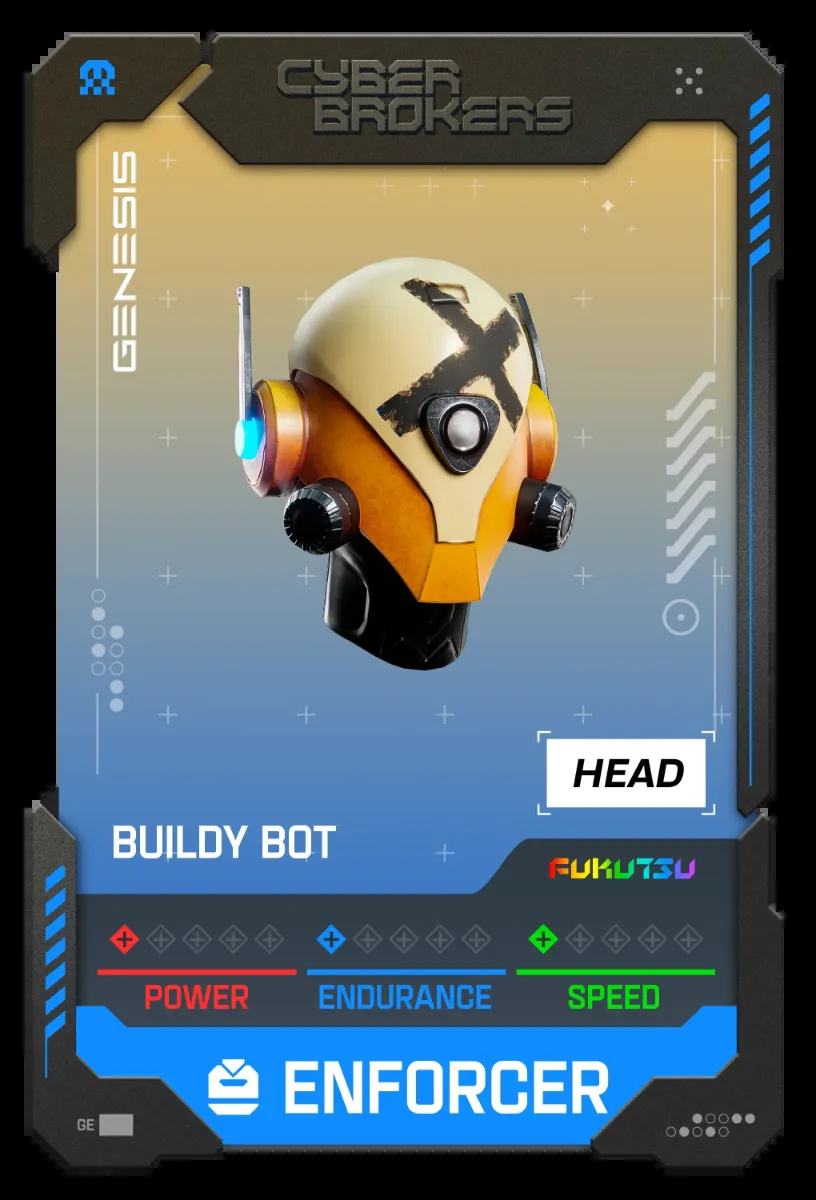 CYBER
BROKERS
GENESIS
HEAD
BUILDY BOT
FUKUTSU
POWER ENDURANCE SPEED
ENFORCER
GE